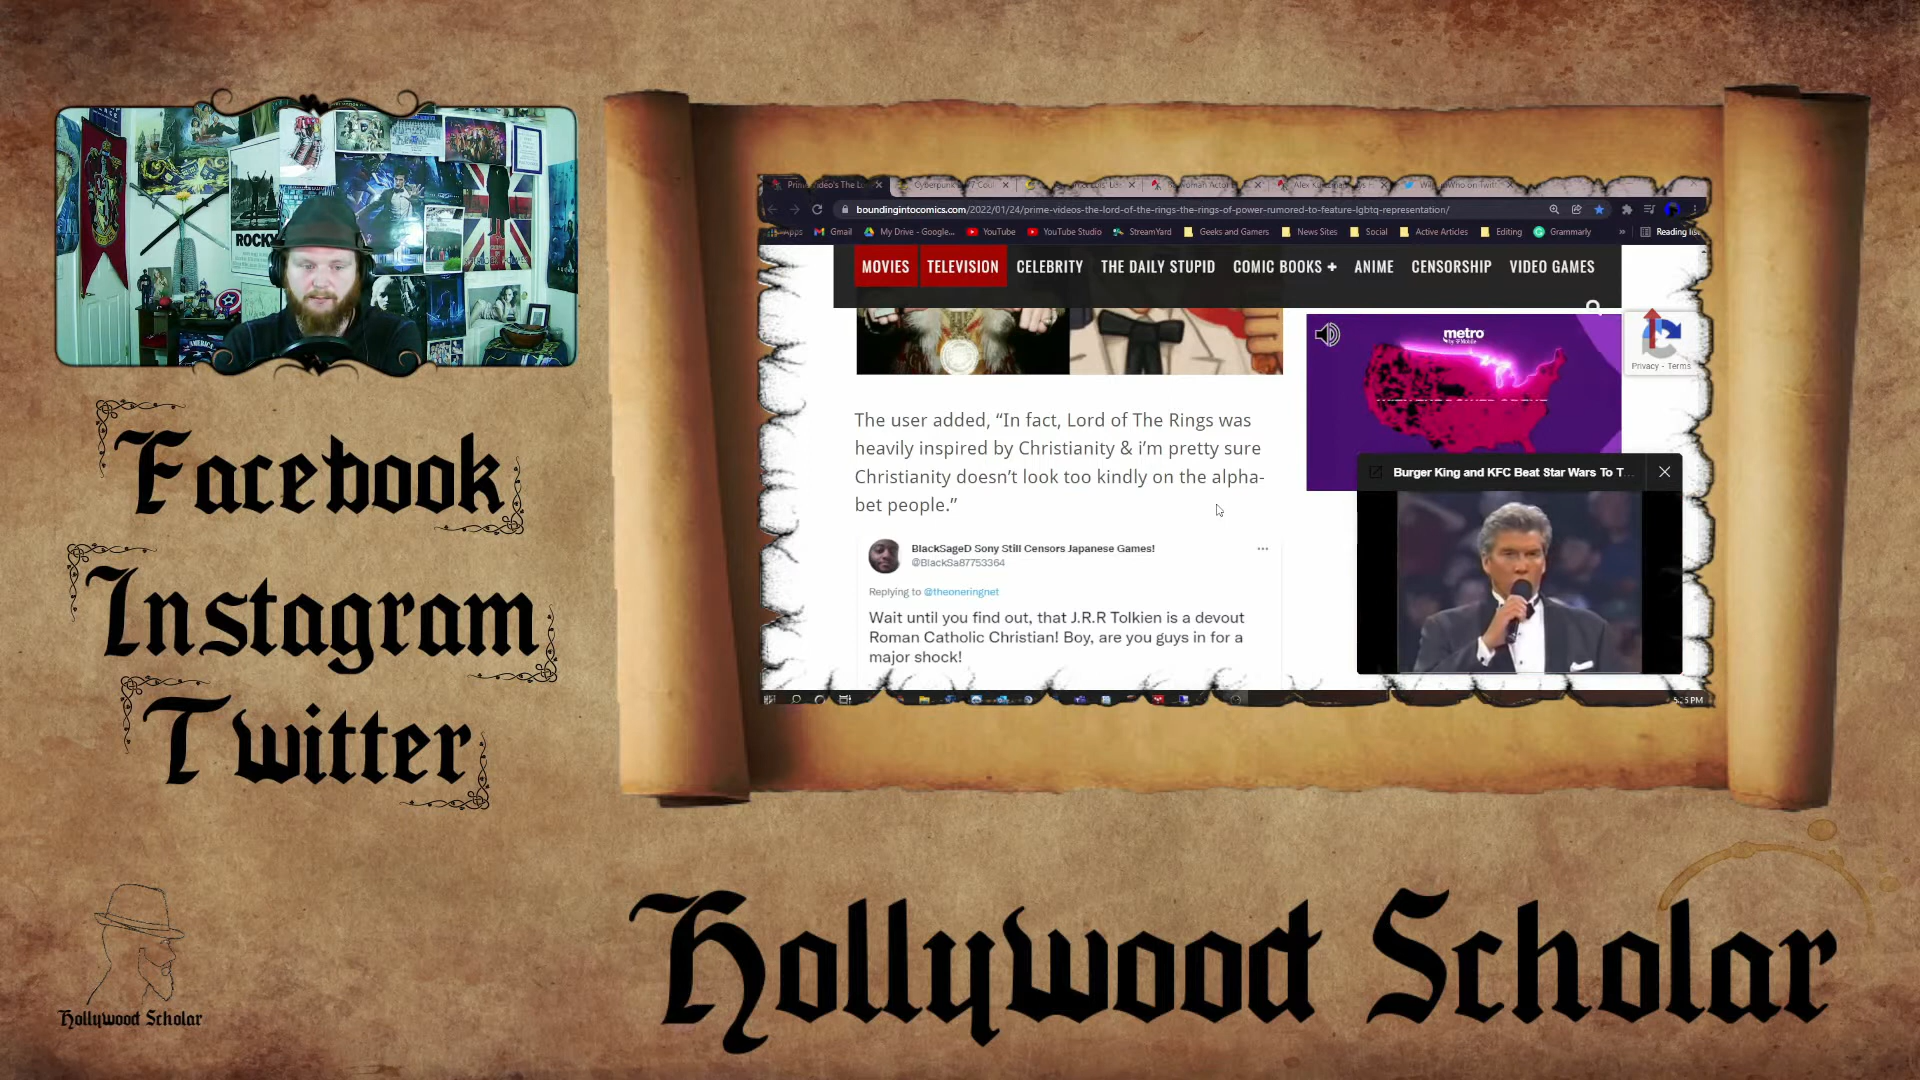 ROCKY
Facebook
Instagram
Twitter
Hollywood Scholar
boundingintocomics.com/2022/01/24/prime-videos-the-lord-of-the-rings-the-rings-of-power-rumored-to-feature-lgbtq-representation/
Apps Gmail My Drive - Google... YouTube YouTube Studio StreamYard Geeks and Gamers News Sites Social Active Articles Editing Grammarly » Reading
MOVIES TELEVISION CELEBRITY THE DAILY STUPID COMIC BOOKS + ANIME CENSORSHIP VIDEO GAMES
metro
Privacy - Terms
The user added, “In fact, Lord of The Rings was
heavily inspired by Christianity & i’m pretty sure
Christianity doesn’t look too kindly on the alpha-
bet people.”
Burger King and KFC Beat Star Wars To T...
BlackSageD Sony Still Censors Japanese Games!
@BlackSa87753364
Replying to @theoneringnet
Wait until you find out, that J.R.R Tolkien is a devout
Roman Catholic Christian! Boy, are you guys in for a
major shock!
Hollywood Scholar